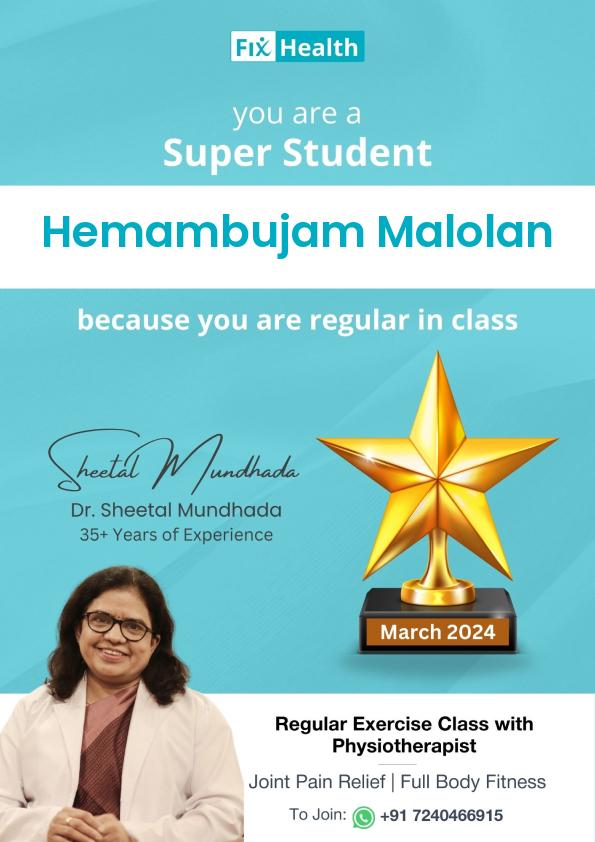 Fix Health
you are a
Super Student
Hemambujam Malolan
because you are regular in class
Sheetal Mundhada
Dr. Sheetal Mundhada
35+ Years of Experience
March 2024
Regular Exercise Class with
Physiotherapist
Joint Pain Relief | Full Body Fitness
To Join: +91 7240466915